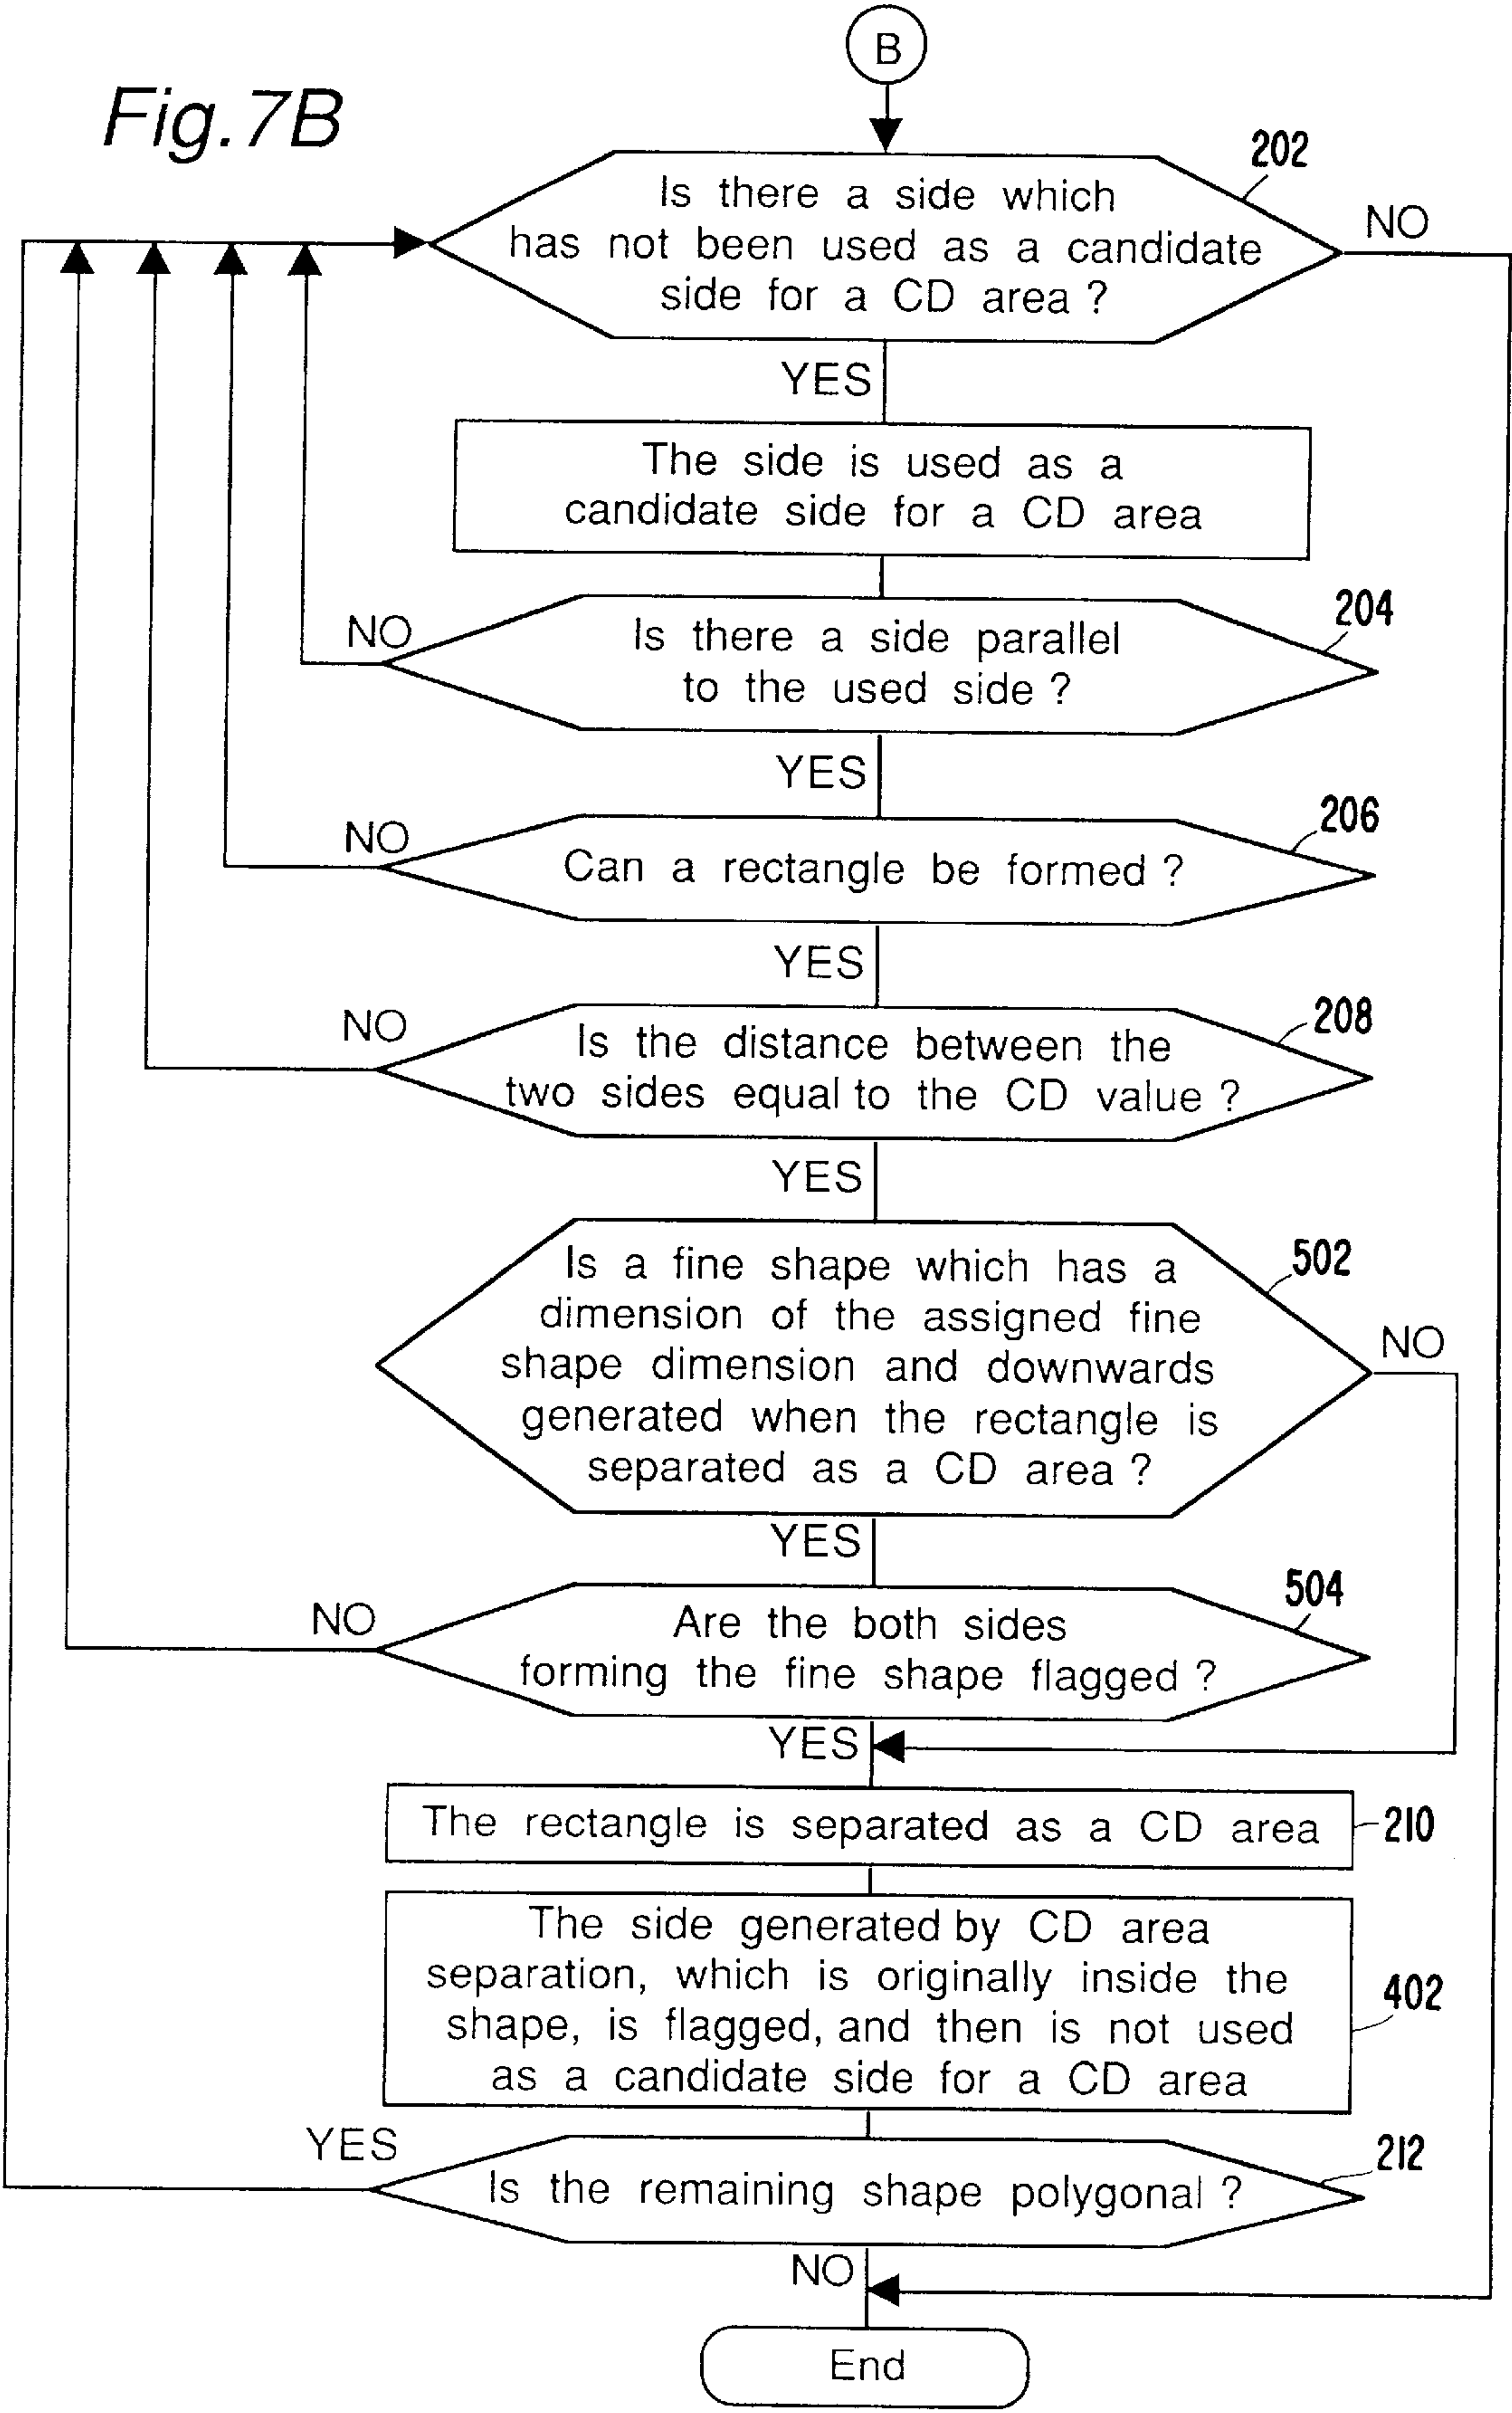 B
Fig.7B
202
Is there a side which
has not been used as a candidate
side for a CD area ?
NO
YES
The side is used as a
candidate side for a CD area
204
NO
Is there a side parallel
to the used side ?
YES
206
NO
Can a rectangle be formed ?
YES
208
NO
Is the distance between the
two sides equal to the CD value ?
YES
502
Is a fine shape which has a
dimension of the assigned fine
shape dimension and downwards
generated when the rectangle is
separated as a CD area ?
NO
YES
504
NO
Are the both sides
forming the fine shape flagged ?
YES
The rectangle is separated as a CD area
210
The side generated by CD area
separation, which is originally inside the
shape, is flagged, and then is not used
as a candidate side for a CD area
402
YES
212
Is the remaining shape polygonal ?
NO
End